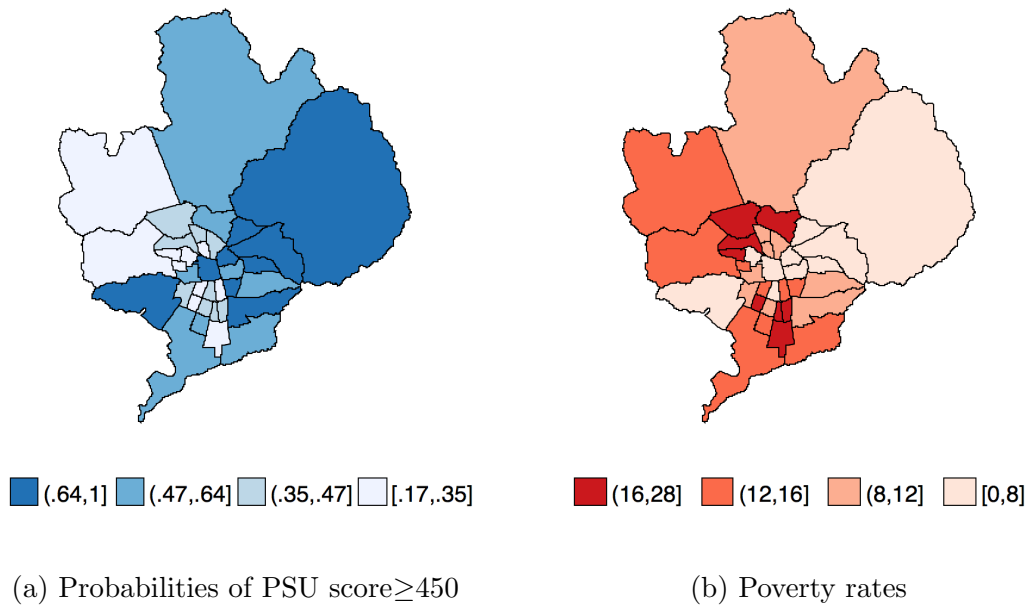 (.64,1] (.47,.64] (.35,.47] [.17,.35]
(16,28] (12,16] (8,12] [0,8]
(a) Probabilities of PSU score≥450
(b) Poverty rates